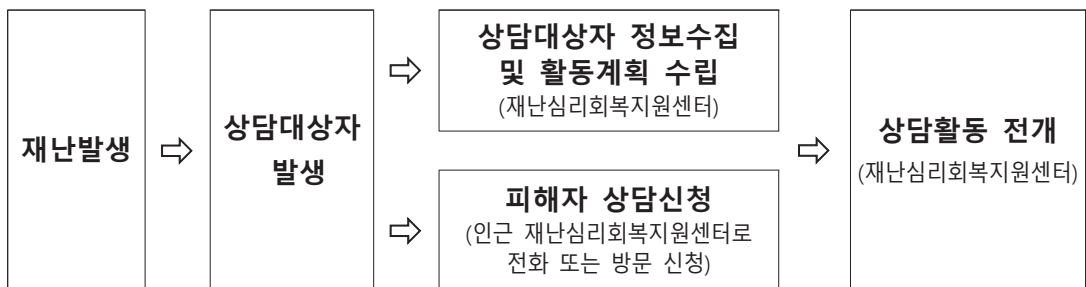 재난발생
상담대상자
발생
상담대상자 정보수집
및 활동계획 수립
(재난심리회복지원센터)
피해자 상담신청
(인근 재난심리회복지원센터로
전화 또는 방문 신청)
상담활동 전개
(재난심리회복지원센터)